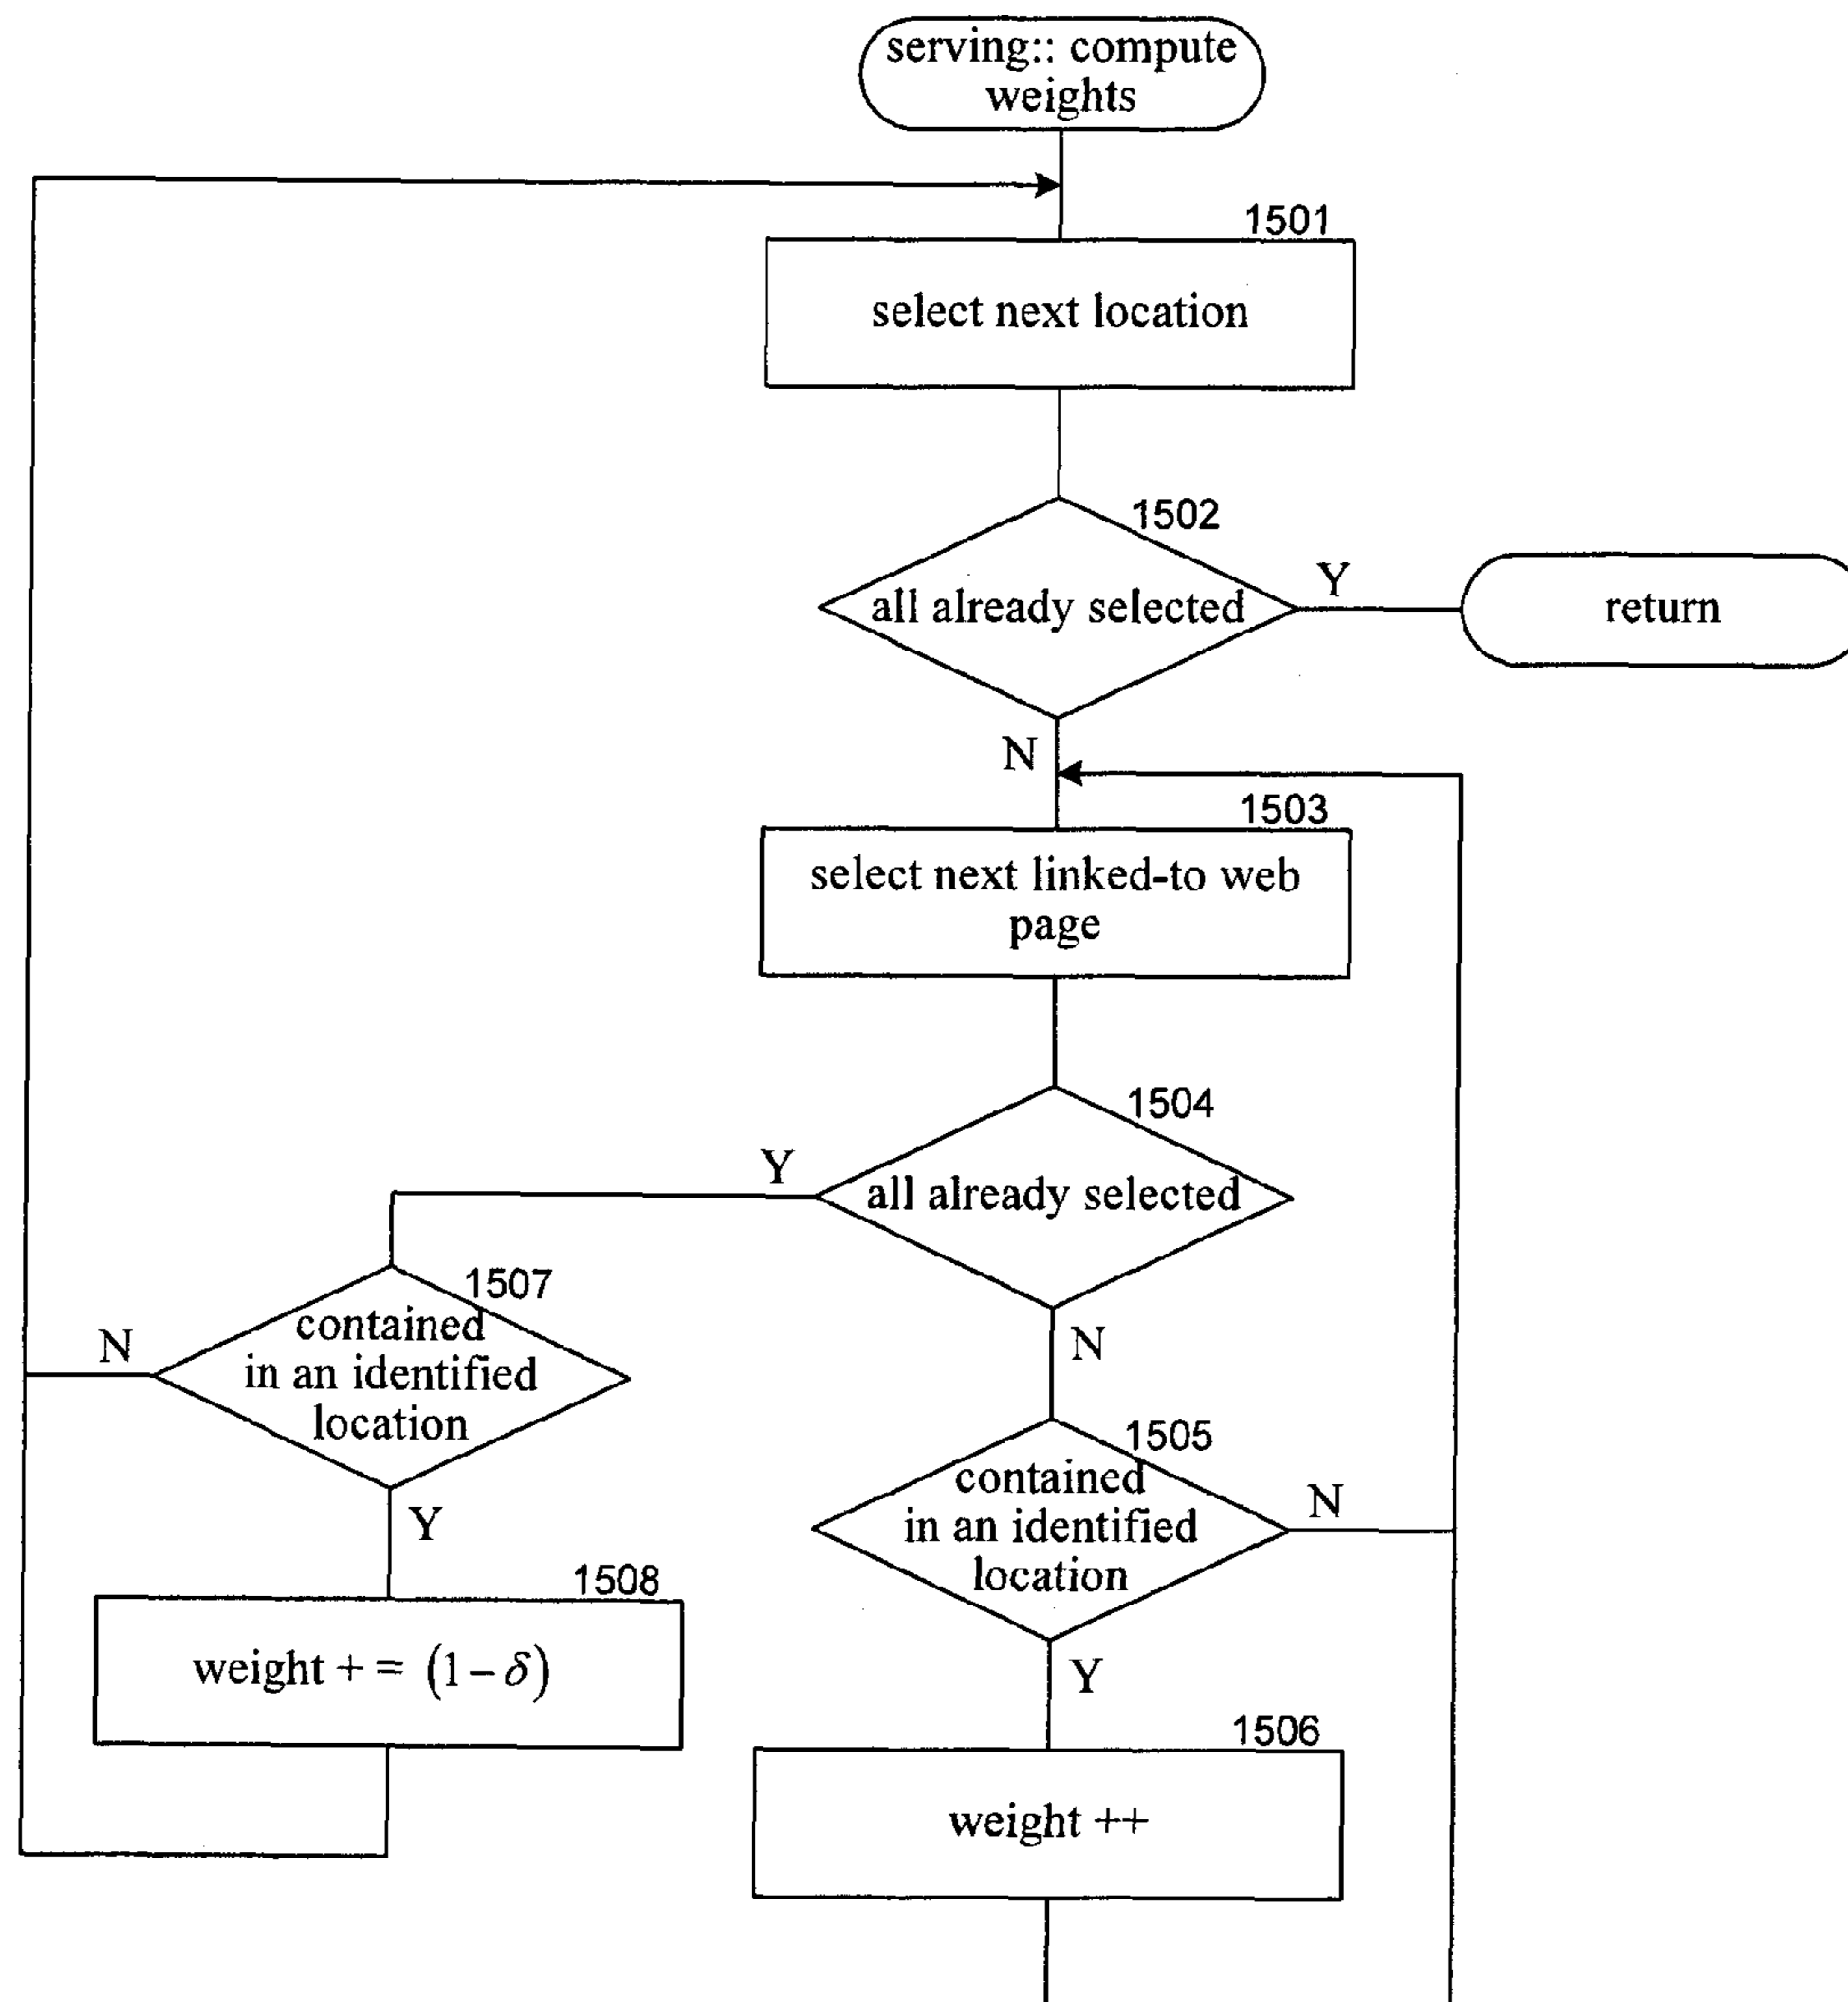 serving:: compute
weights
1501
select next location
1502
all already selected
Y
return
N
1503
select next linked-to web
page
1504
all already selected
Y
N
1507
contained
in an identified
location
N
Y
1505
contained
in an identified
location
N
Y
1508
weight + = (1 – δ)
1506
weight ++